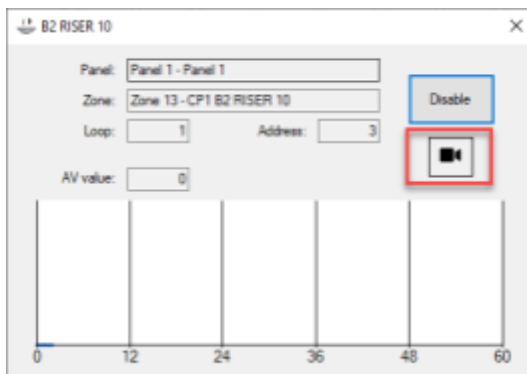 B2 RISER 10
Panel: Panel 1 - Panel 1
Zone: Zone 13 - CP1 B2 RISER 10 Disable
Loop: 1 Address: 3
AV value: 0
0 12 24 36 48 60